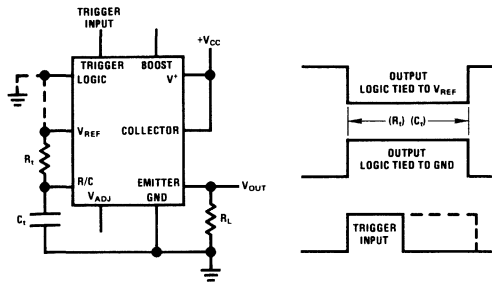 TRIGGER
INPUT
+VCC
TRIGGER
BOOST
LOGIC
V+
VREF
COLLECTOR
Rt
R/C
EMITTER
VOUT
VADJ
GND
Ct
RL
OUTPUT
LOGIC TIED TO VREF
(Rt) (Ct)
OUTPUT
LOGIC TIED TO GND
TRIGGER
INPUT